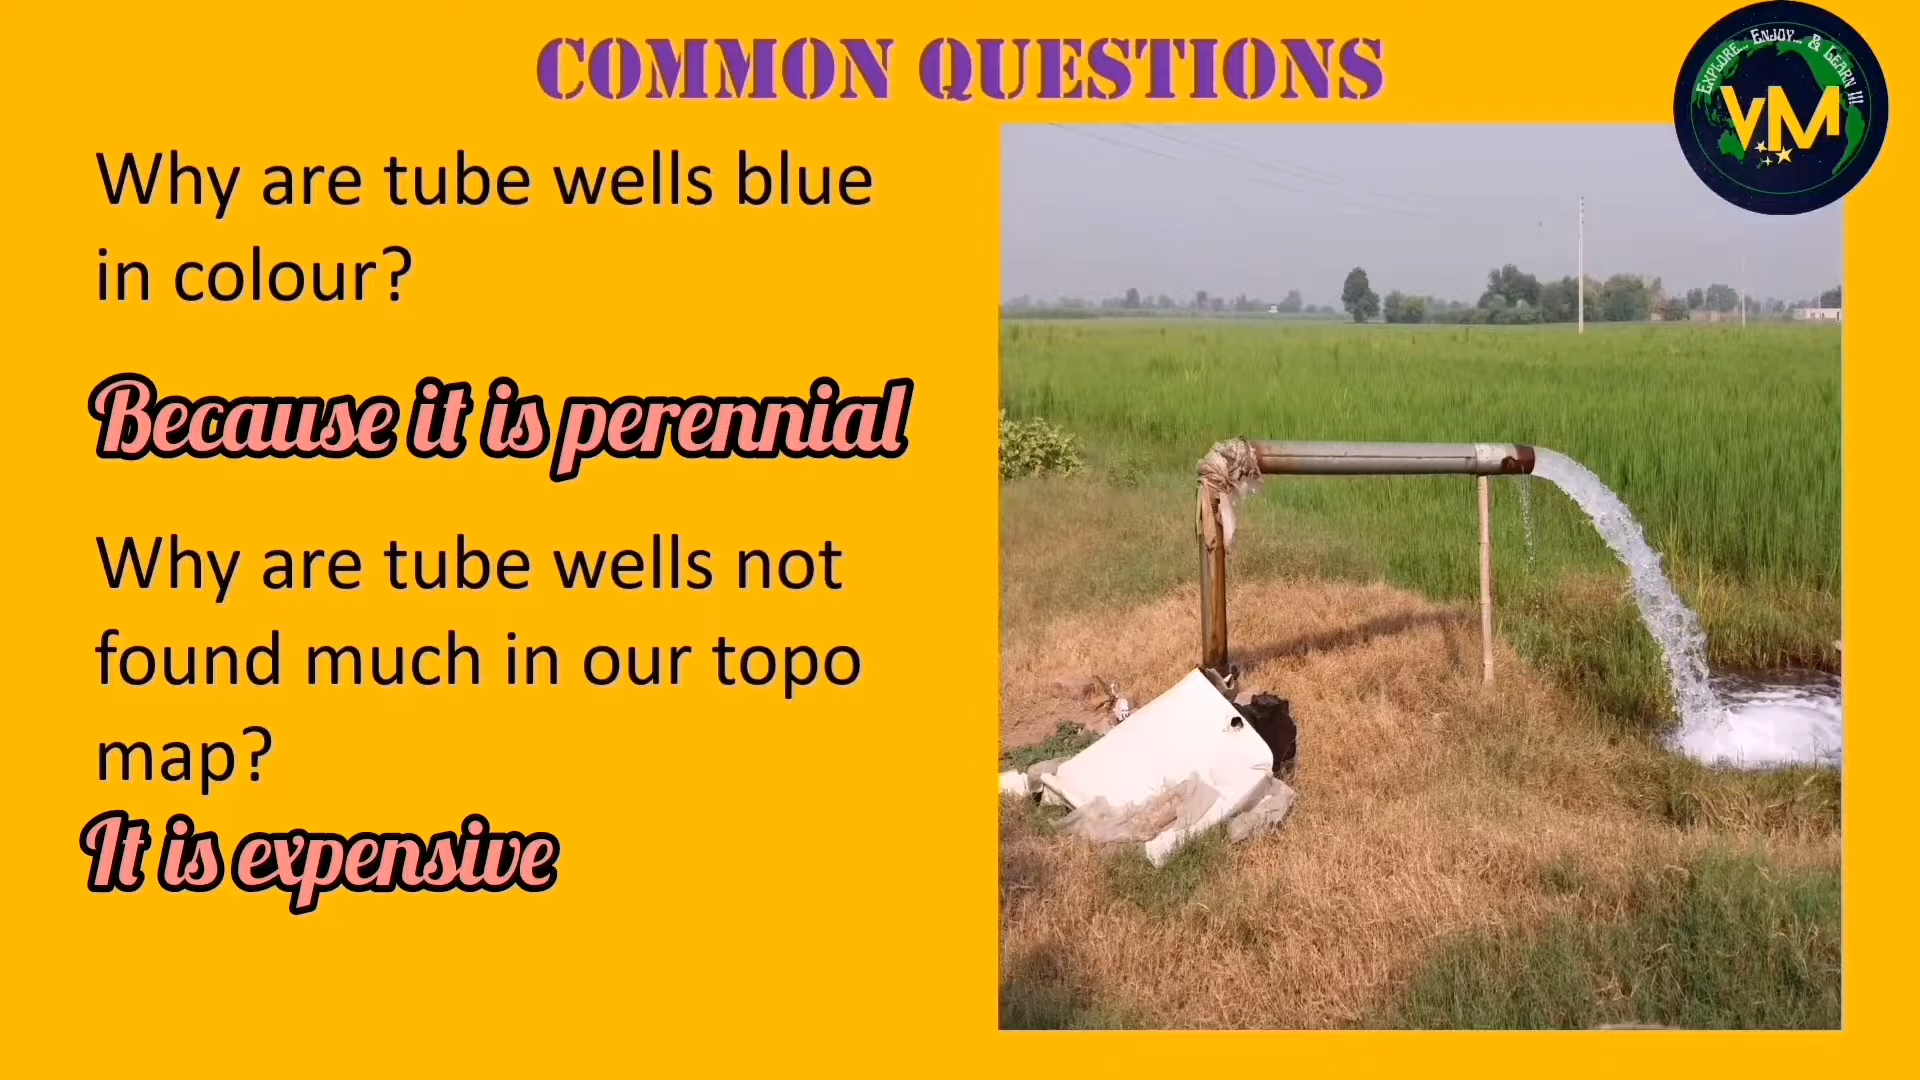 COMMON QUESTIONS
EXPLORE... ENJOY... & LEARN !!!
VM
Why are tube wells blue
in colour?
Because it is perennial
Why are tube wells not
found much in our topo
map?
It is expensive